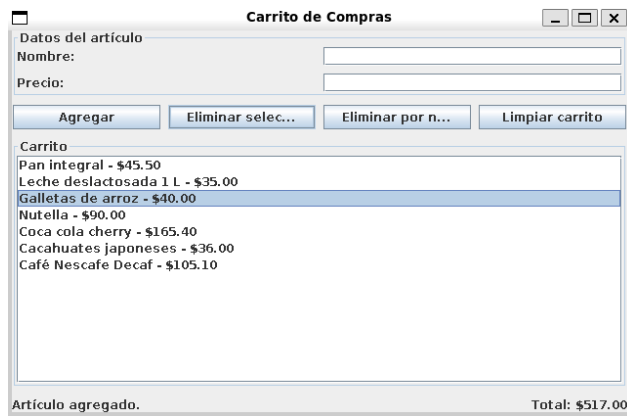 Carrito de Compras
Datos del artículo
Nombre:
Precio:
Agregar Eliminar selec... Eliminar por n... Limpiar carrito
Carrito
Pan integral - $45.50
Leche deslactosada 1 L - $35.00
Galletas de arroz - $40.00
Nutella - $90.00
Coca cola cherry - $165.40
Cacahuates japoneses - $36.00
Café Nescafe Decaf - $105.10
Artículo agregado. Total: $517.00